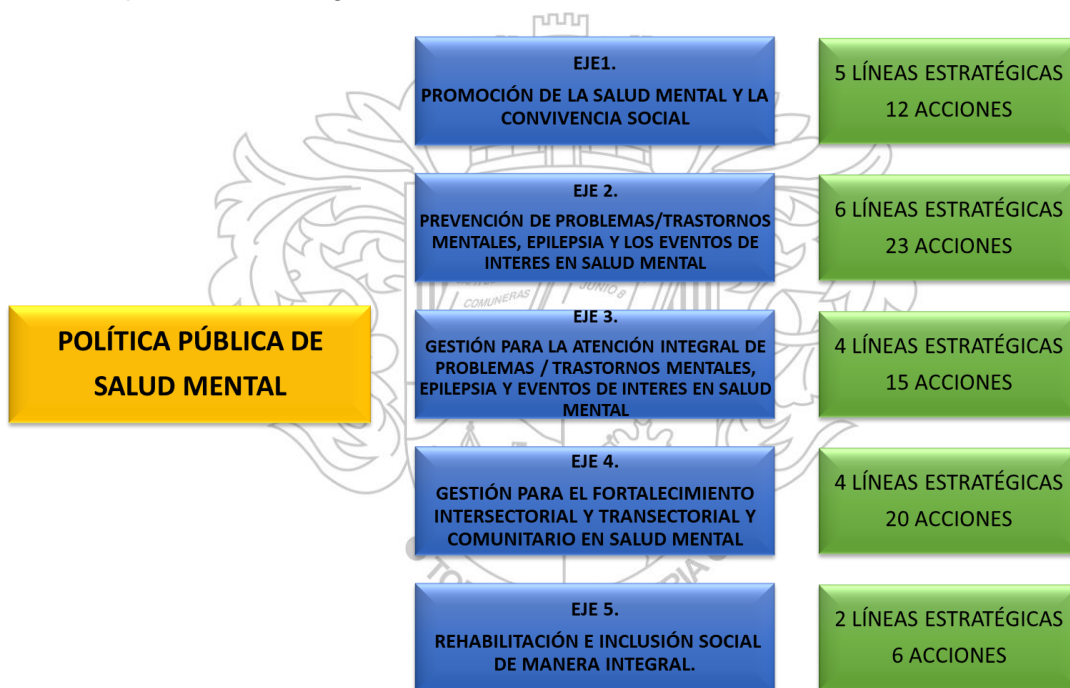 POLÍTICA PÚBLICA DE
SALUD MENTAL
EJE1.
PROMOCIÓN DE LA SALUD MENTAL Y LA
CONVIVENCIA SOCIAL
5 LÍNEAS ESTRATÉGICAS
12 ACCIONES
EJE 2.
PREVENCIÓN DE PROBLEMAS/TRASTORNOS
MENTALES, EPILEPSIA Y LOS EVENTOS DE
INTERES EN SALUD MENTAL
6 LÍNEAS ESTRATÉGICAS
23 ACCIONES
COMUNERAS
JUNIO 8
EJE 3.
GESTIÓN PARA LA ATENCIÓN INTEGRAL DE
PROBLEMAS / TRASTORNOS MENTALES,
EPILEPSIA Y EVENTOS DE INTERES EN SALUD
MENTAL
4 LÍNEAS ESTRATÉGICAS
15 ACCIONES
EJE 4.
GESTIÓN PARA EL FORTALECIMIENTO
INTERSECTORIAL Y TRANSECTORIAL Y
COMUNITARIO EN SALUD MENTAL
4 LÍNEAS ESTRATÉGICAS
20 ACCIONES
EJE 5.
REHABILITACIÓN E INCLUSIÓN SOCIAL
DE MANERA INTEGRAL.
2 LÍNEAS ESTRATÉGICAS
6 ACCIONES